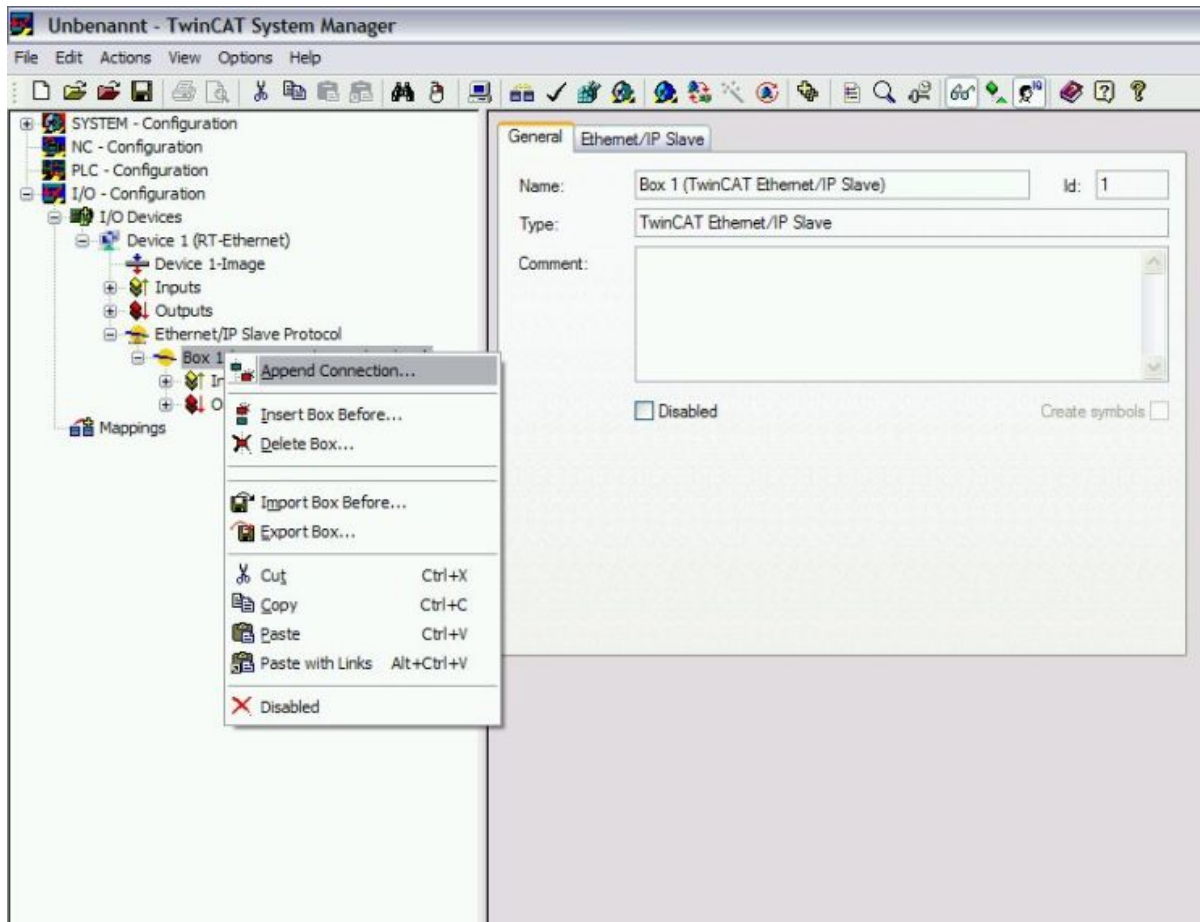 Unbenannt - TwinCAT System Manager
File Edit Actions View Options Help
SYSTEM - Configuration
NC - Configuration
PLC - Configuration
I/O - Configuration
I/O Devices
Device 1 (RT-Ethernet)
Device 1-Image
Inputs
Outputs
Ethernet/IP Slave Protocol
Box 1
In
O
Mappings
Append Connection...
Insert Box Before...
Delete Box...
Import Box Before...
Export Box...
Cut Ctrl+X
Copy Ctrl+C
Paste Ctrl+V
Paste with Links Alt+Ctrl+V
Disabled
General Ethernet/IP Slave
Name: Box 1 (TwinCAT Ethernet/IP Slave) Id: 1
Type: TwinCAT Ethernet/IP Slave
Comment:
Disabled Create symbols